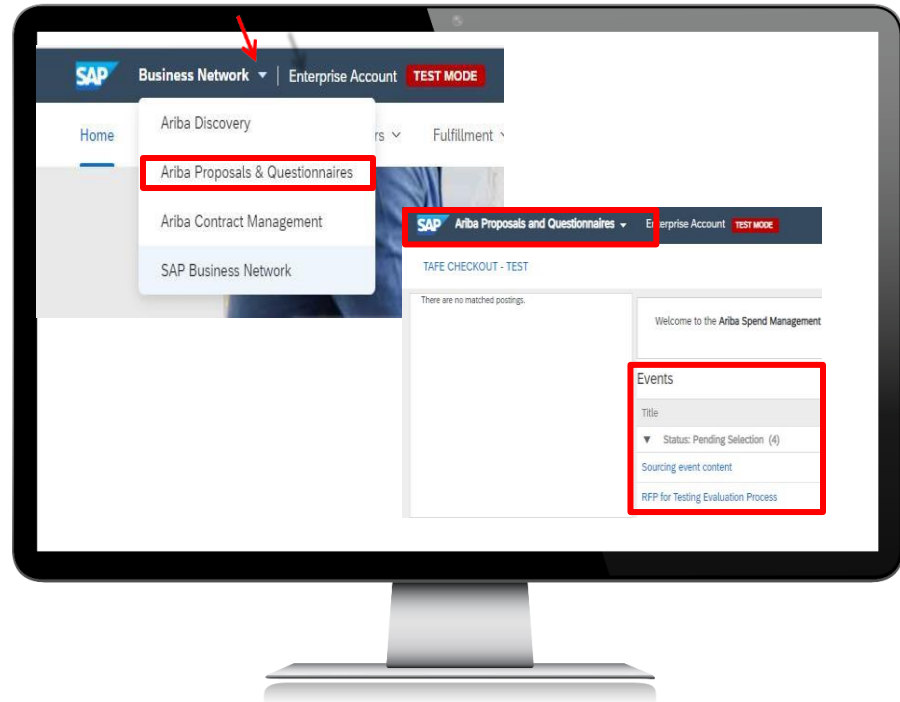 SAP Business Network Enterprise Account TEST MODE
Home
rs
Fulfillment
Ariba Discovery
Ariba Proposals & Questionnaires
Ariba Contract Management
SAP Business Network
SAP Ariba Proposals and Questionnaires
Enterprise Account TEST MODE
TAFE CHECKOUT - TEST
There are no matched postings.
Welcome to the Ariba Spend Management
Events
Title
Status: Pending Selection (4)
Sourcing event content
RFP for Testing Evaluation Process